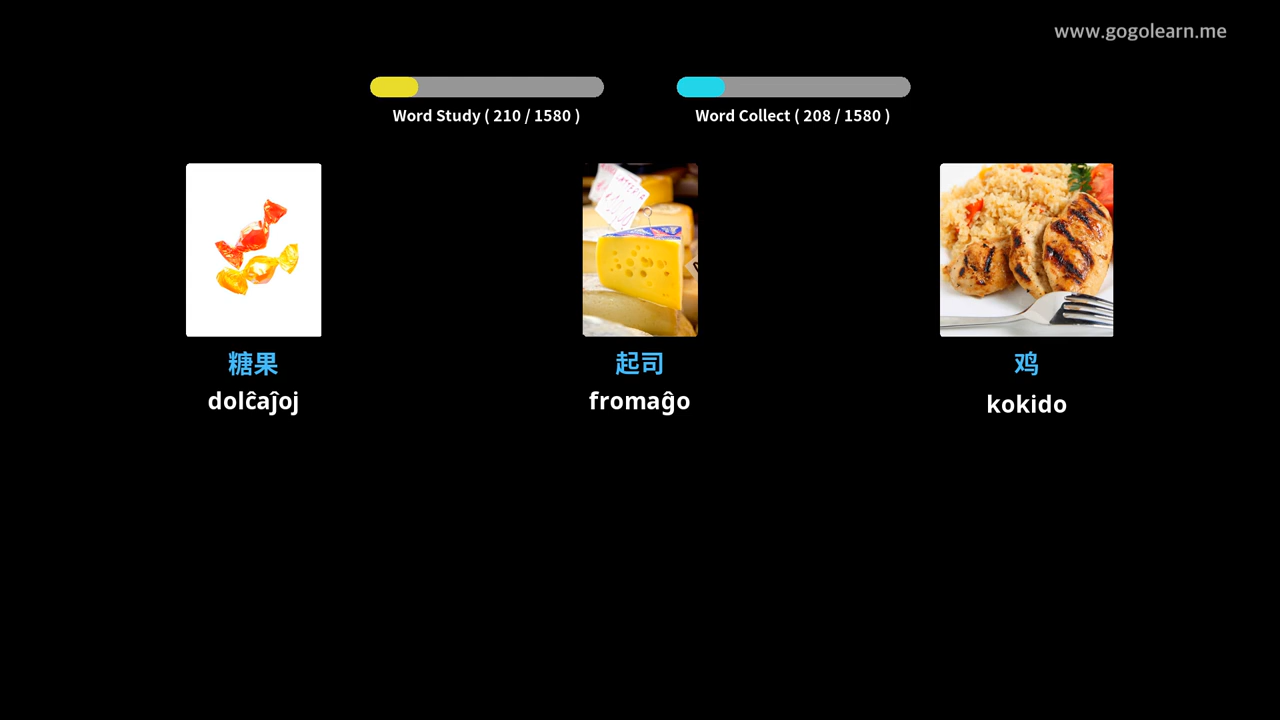 www.gogolearn.me
Word Study ( 210 / 1580 )
Word Collect ( 208 / 1580 )
糖果
dolĉaĵoj
起司
fromaĝo
鸡
kokido